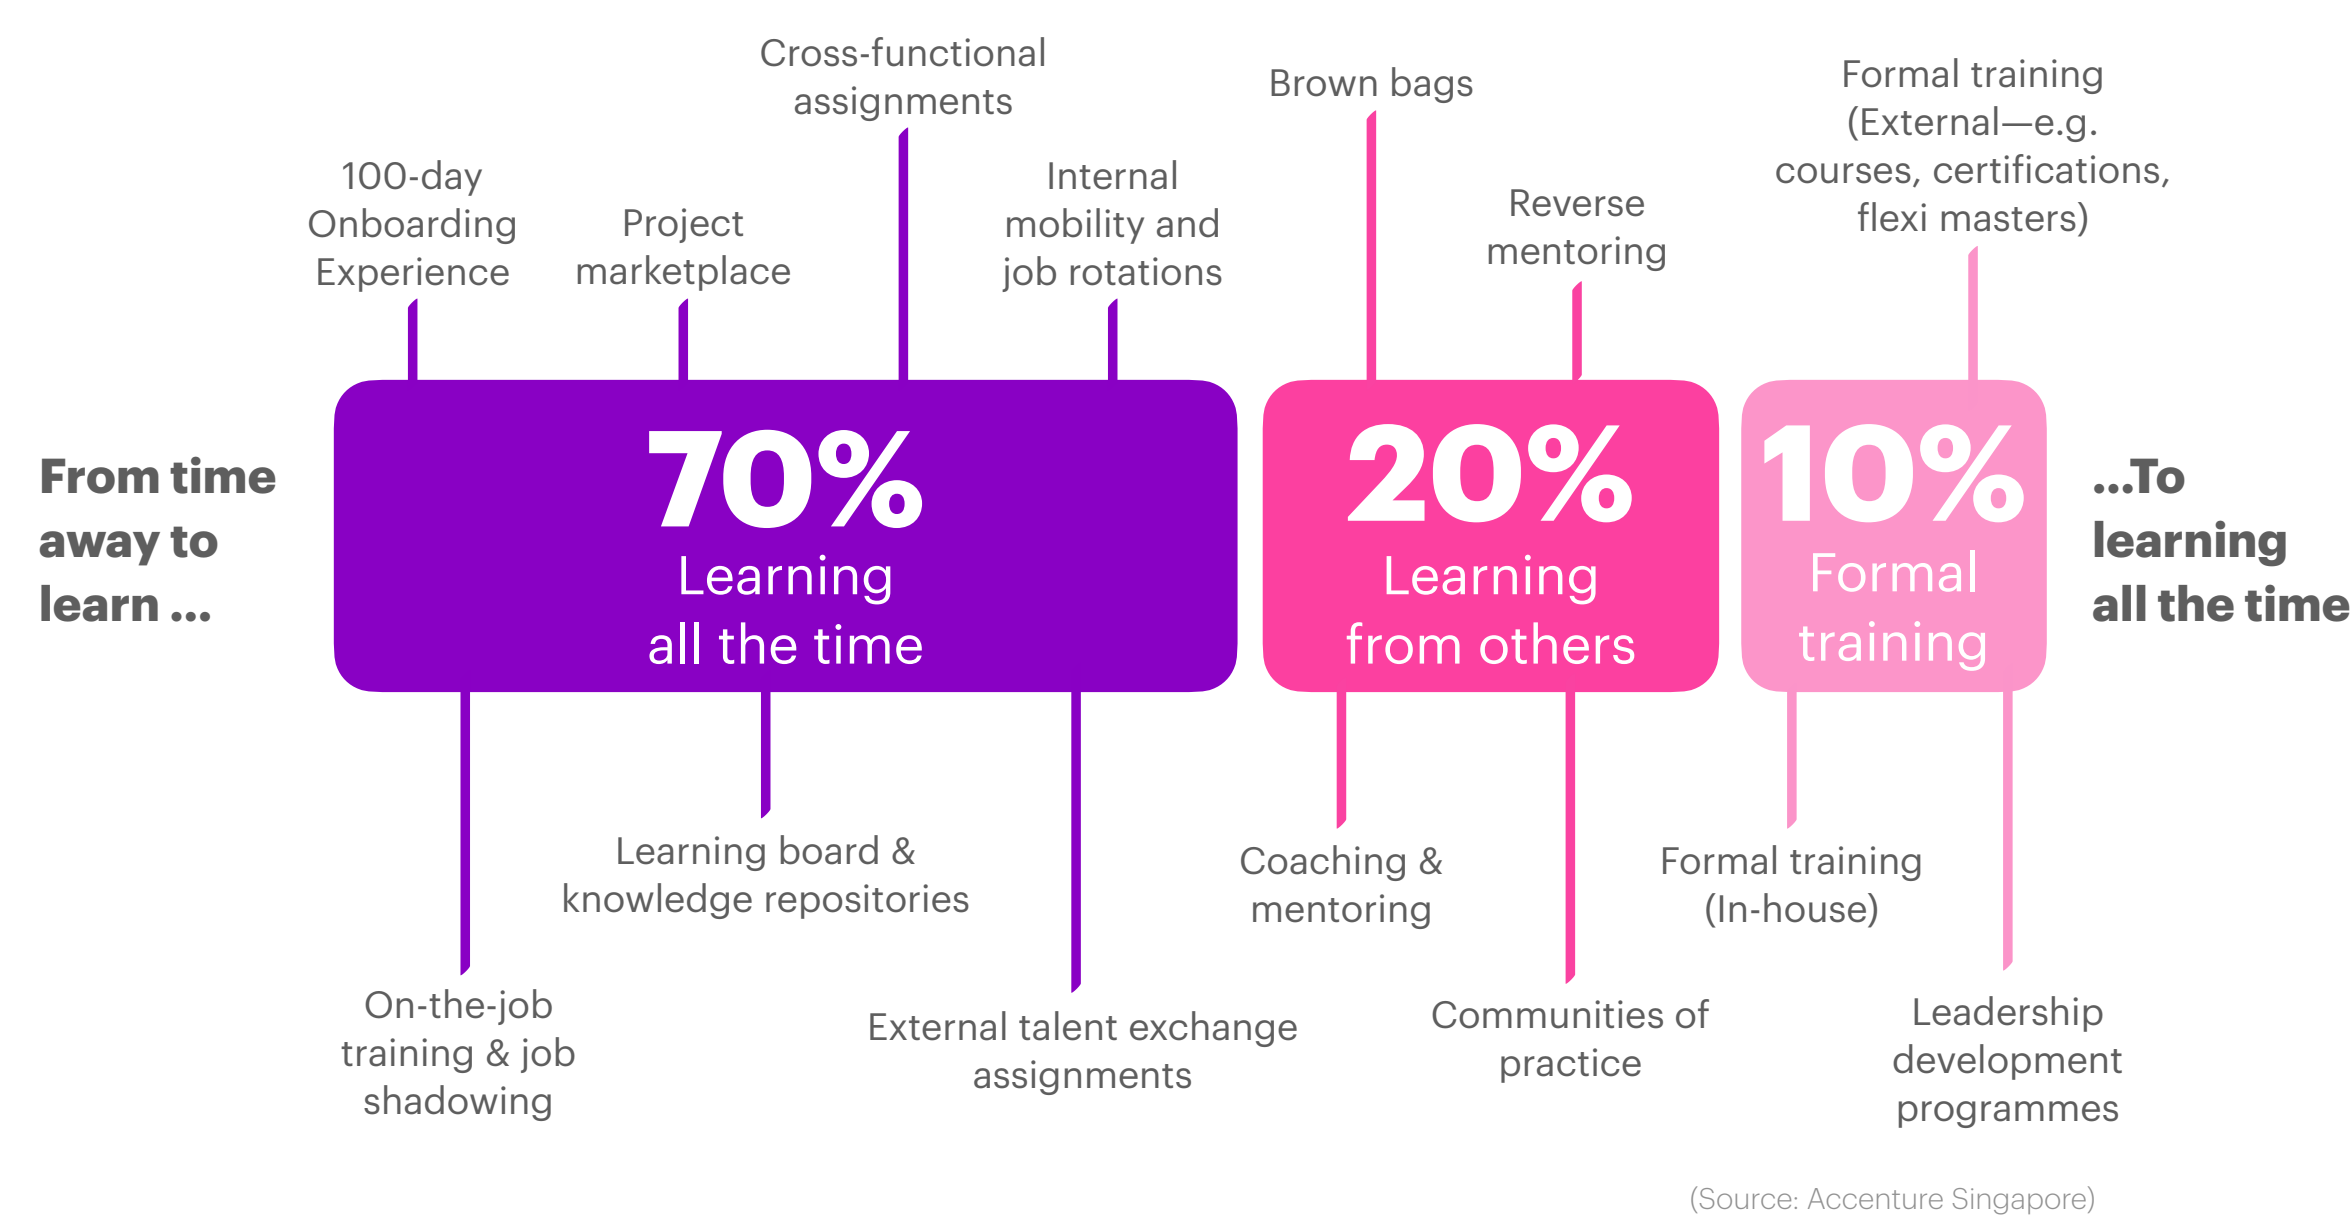 Cross-functional
assignments
Brown bags
Formal training
(External—e.g.
courses, certifications,
flexi masters)
100-day
Onboarding
Experience
Project
marketplace
Internal
mobility and
job rotations
Reverse
mentoring
From time
away to
learn ...
70%
Learning
all the time
20%
Learning
from others
10%
Formal
training
...To
learning
all the time
Learning board &
knowledge repositories
Coaching &
mentoring
Formal training
(In-house)
On-the-job
training & job
shadowing
External talent exchange
assignments
Communities of
practice
Leadership
development
programmes
(Source: Accenture Singapore)